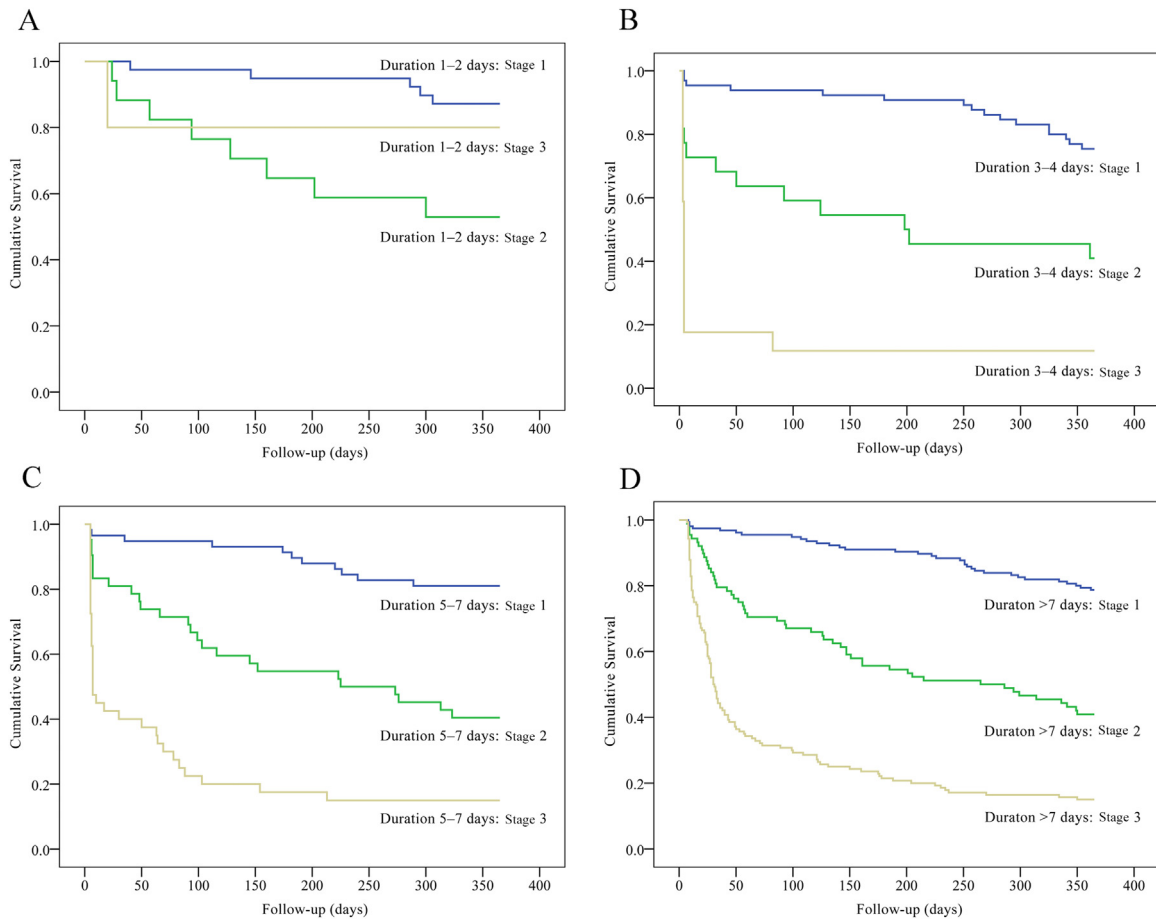 A
Cumulative Survival
1.0
0.8
0.6
0.4
0.2
0.0
Duration 1–2 days: Stage 1
Duration 1–2 days: Stage 3
Duration 1–2 days: Stage 2
0 50 100 150 200 250 300 350 400
Follow-up (days)
B
Cumulative Survival
1.0
0.8
0.6
0.4
0.2
0.0
Duration 3–4 days: Stage 1
Duration 3–4 days: Stage 2
Duration 3–4 days: Stage 3
0 50 100 150 200 250 300 350 400
Follow-up (days)
C
Cumulative Survival
1.0
0.8
0.6
0.4
0.2
0.0
Duration 5–7 days: Stage 1
Duration 5–7 days: Stage 2
Duration 5–7 days: Stage 3
0 50 100 150 200 250 300 350 400
Follow-up (days)
D
Cumulative Survival
1.0
0.8
0.6
0.4
0.2
0.0
Duraton >7 days: Stage 1
Duraton >7 days: Stage 2
Duraton >7 days: Stage 3
0 50 100 150 200 250 300 350 400
Follow-up (days)